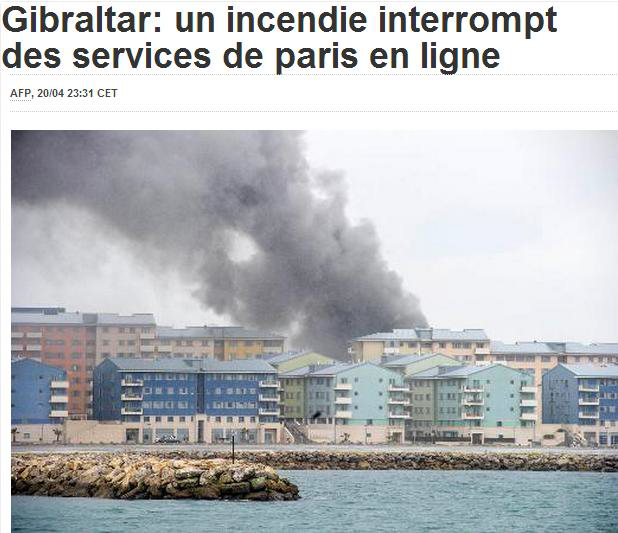 Gibraltar: un incendie interrompt
des services de paris en ligne
AFP, 20/04 23:31 CET